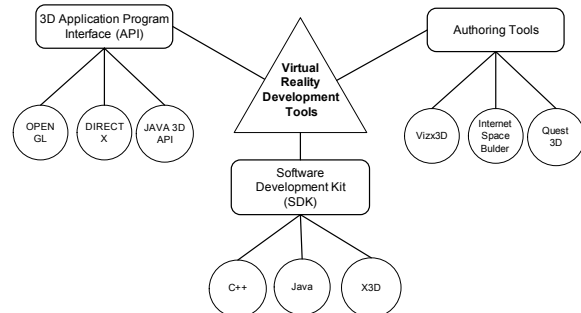 3D Application Program
Interface (API)
OPEN
GL
DIRECT
X
JAVA 3D
API
Virtual
Reality
Development
Tools
Authoring Tools
Vizx3D
Internet
Space
Bulder
Quest
3D
Software
Development Kit
(SDK)
C++
Java
X3D